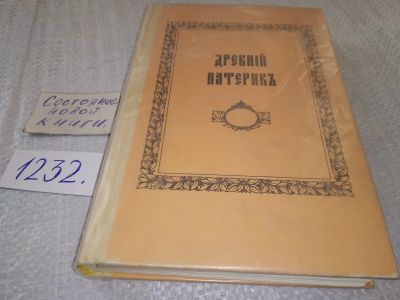 ДРЕВНІЙ
ПАТЕРИКЪ
Состояние
новой
книги.
1232.